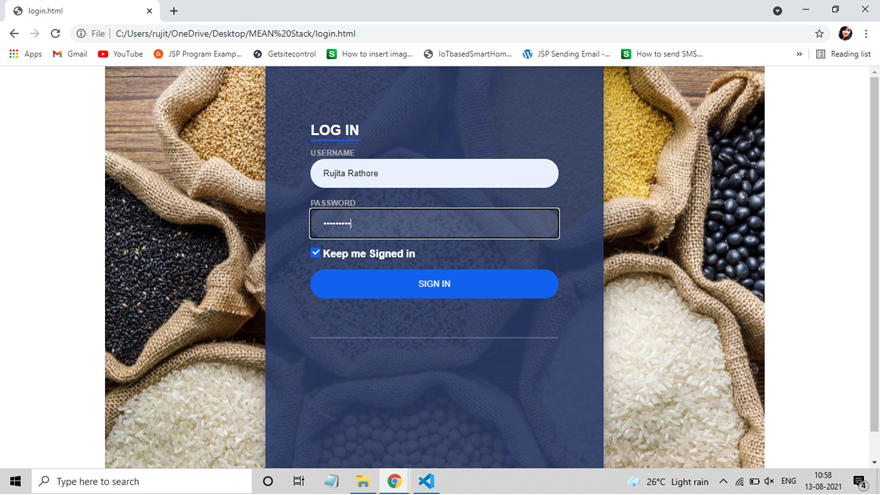 login.html
File | C:/Users/rujit/OneDrive/Desktop/MEAN%20Stack/login.html
Apps Gmail YouTube JSP Program Examp... Getsitecontrol How to insert imag... IoTbasedSmartHom... JSP Sending Email -... How to send SMS... » Reading list
LOG IN
USERNAME
Rujita Rathore
PASSWORD
Keep me Signed in
SIGN IN
Type here to search
26°C Light rain
ENG
10:58
13-08-2021
4